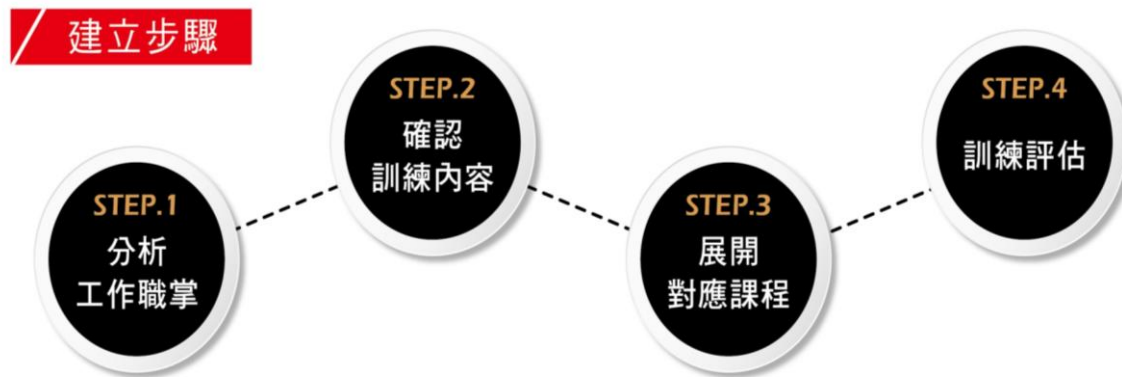 建立步驟
STEP.1
分析
工作職掌
STEP.2
確認
訓練內容
STEP.3
展開
對應課程
STEP.4
訓練評估